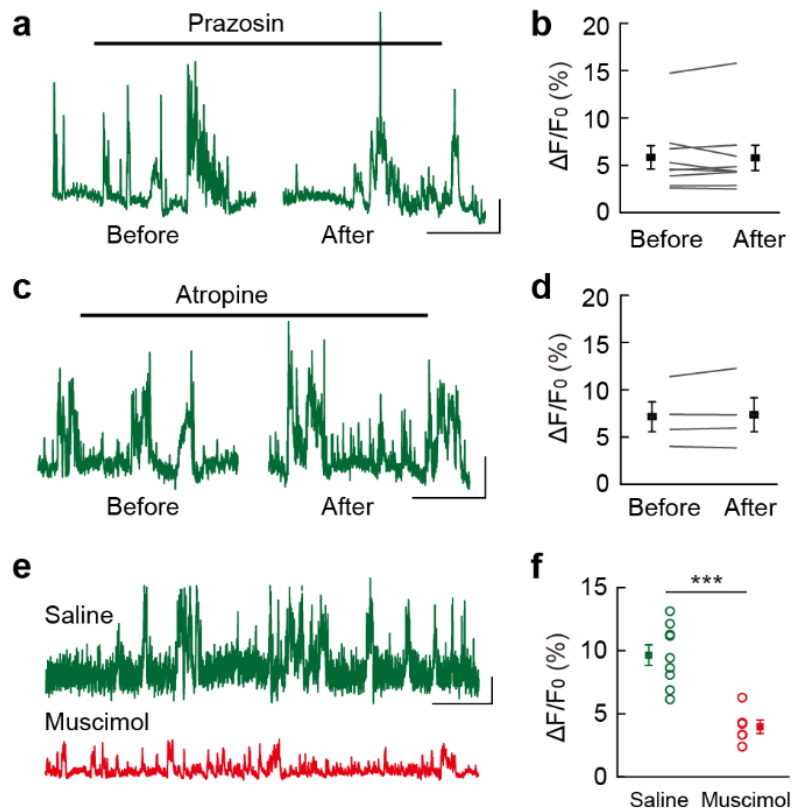 a
Prazosin
Before
After
b
ΔF/F0 (%)
20
15
10
5
0
Before
After
c
Atropine
Before
After
d
ΔF/F0 (%)
20
15
10
5
0
Before
After
e
Saline
Muscimol
f
ΔF/F0 (%)
15
10
5
0
***
Saline
Muscimol